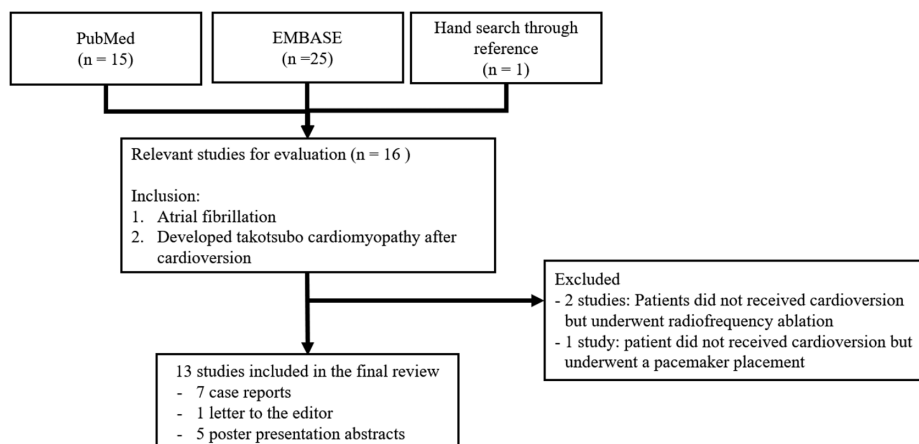 PubMed
(n = 15)
EMBASE
(n =25)
Hand search through
reference
(n = 1)
Relevant studies for evaluation (n = 16 )
Inclusion:
1. Atrial fibrillation
2. Developed takotsubo cardiomyopathy after
cardioversion
Excluded
- 2 studies: Patients did not received cardioversion
but underwent radiofrequency ablation
- 1 study: patient did not received cardioversion but
underwent a pacemaker placement
13 studies included in the final review
- 7 case reports
- 1 letter to the editor
- 5 poster presentation abstracts